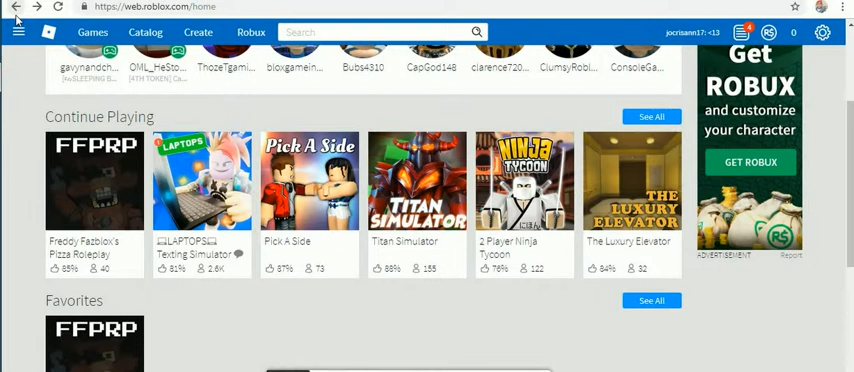 https://web.roblox.com/home
Games Catalog Create Robux Search jocrisann17: <13 4 0
gavynandch... OML_HeSto... ThozeTgami... bloxgamein... Bubs4310 CapGod148 clarence720... ClumsyRobl... ConsoleGa...
[4TH TOKEN] Ca...
Get
ROBUX
and customize
your character
GET ROBUX
R$
ADVERTISEMENT Report
Continue Playing See All
FFPRP
LAPTOPS
Pick A Side
TITAN
SIMULATOR
NINJA
TYCOON
THE
LUXURY
ELEVATOR
Freddy Fazblox's
Pizza Roleplay
85% 40
LAPTOPS
Texting Simulator
81% 2.6K
Pick A Side
87% 73
Titan Simulator
88% 155
2 Player Ninja
Tycoon
76% 122
The Luxury Elevator
84% 32
Favorites See All
FFPRP